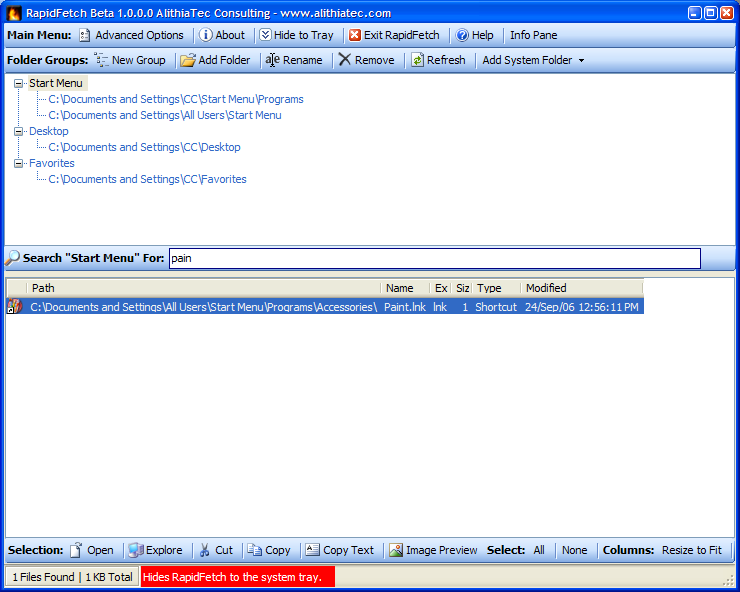 RapidFetch Beta 1.0.0.0 AlithiaTec Consulting - www.alithiatec.com
Main Menu: Advanced Options About Hide to Tray Exit RapidFetch Help Info Pane
Folder Groups: New Group Add Folder Rename Remove Refresh Add System Folder
Start Menu
C:\Documents and Settings\CC\Start Menu\Programs
C:\Documents and Settings\All Users\Start Menu
Desktop
C:\Documents and Settings\CC\Desktop
Favorites
C:\Documents and Settings\CC\Favorites
Search "Start Menu" For: pain
Path Name Ex Siz Type Modified
C:\Documents and Settings\All Users\Start Menu\Programs\Accessories\ Paint.lnk lnk 1 Shortcut 24/Sep/06 12:56:11 PM
Selection: Open Explore Cut Copy Copy Text Image Preview Select: All None Columns: Resize to Fit
1 Files Found | 1 KB Total Hides RapidFetch to the system tray.